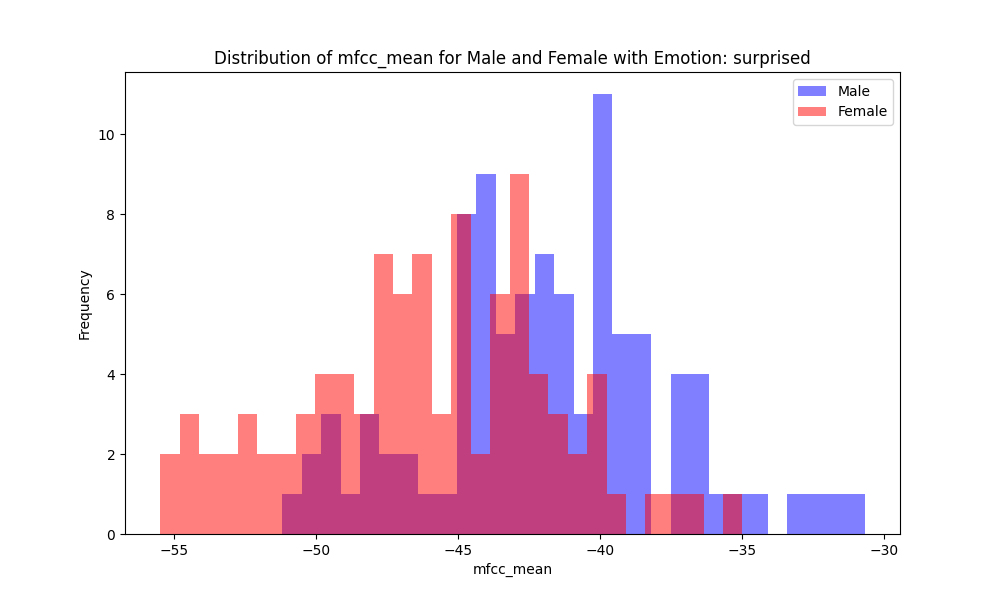 Distribution of mfcc_mean for Male and Female with Emotion: surprised
Male
Female
10
8
6
4
2
0
Frequency
−55
−50
−45
−40
−35
−30
mfcc_mean